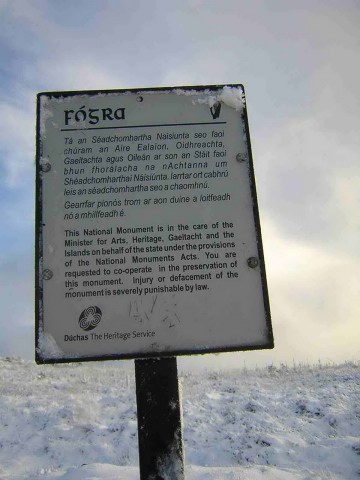 FÓGRA
Tá an Séadchomhartha Naisiúnta seo faoi
chúram an Aire Ealaíon, Oidhreachta,
Gaeltachta agus Oileán ar son an Stáit faoi
bhun fhorálacha na nAchtanna um
Shéadchomharthaí Náisiúnta. Iarrtar ort cabhrú
leis an séadchomhartha seo a chaomhnú.
Gearrfar pionós trom ar aon duine a loitfeadh
nó a mhillfeadh é.
This National Monument is in the care of the
Minister for Arts, Heritage, Gaeltacht and the
Islands on behalf of the state under the provisions
of the National Monuments Acts. You are
requested to co-operate in the preservation of
this monument. Injury or defacement of the
monument is severely punishable by law.
Dúchas The Heritage Service